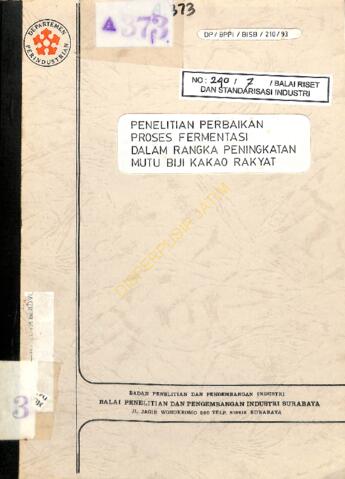 373
A 373
P.
DEPARTEMEN
PERINDUSTRIAN
DP/BPPI/BISB/210/93
NO: 240 / 7 / BALAI RISET
DAN STANDARISASI INDUSTRI
PENELITIAN PERBAIKAN
PROSES FERMENTASI
DALAM RANGKA PENINGKATAN
MUTU BIJI KAKAO RAKYAT
DISPERPUSIP JATIM
3
BADAN PENELITIAN DAN PENGEMBANGAN INDUSTRI
BALAI PENELITIAN DAN PENGEMBANGAN INDUSTRI SURABAYA
JL. JAGIR WONOKROMO 360 TELP. SURABAYA